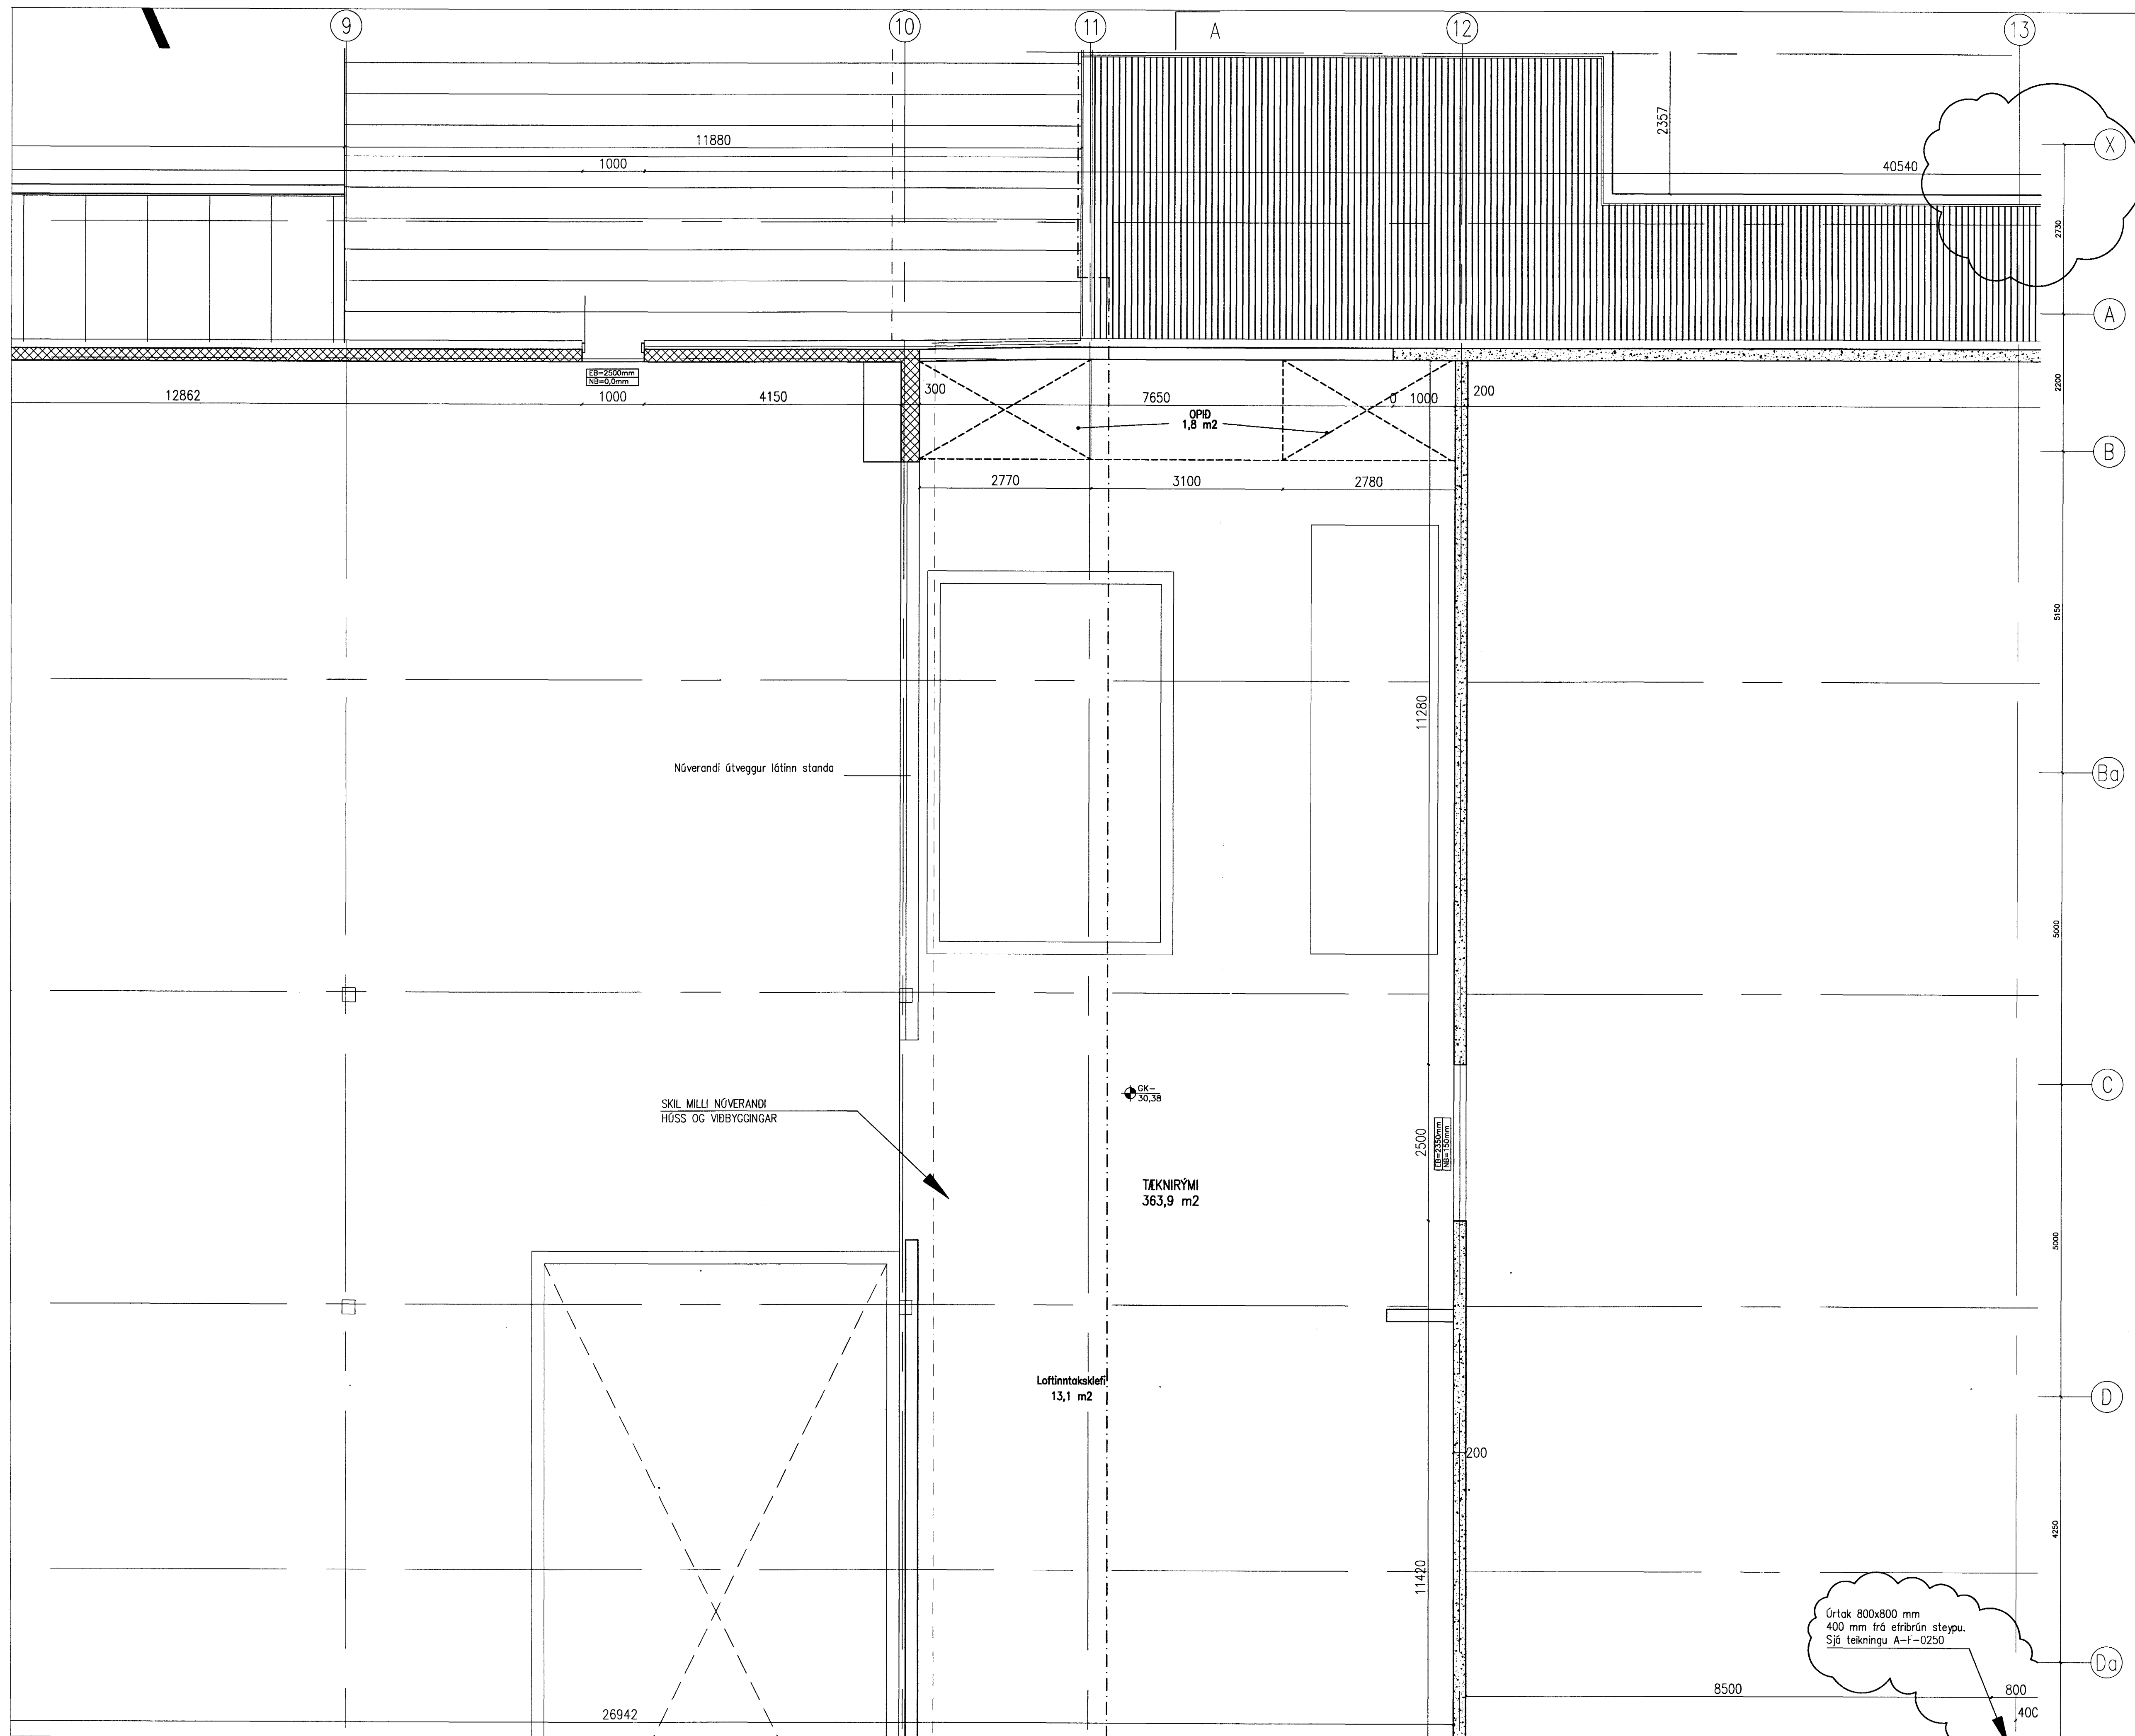 9
10
11
A
12
13
2357
X
11880
1000
40540
2730
A
EB=2500mm
NB=0,0mm
2200
12862
1000
4150
300
7650
0
1000
200
OPIÐ
1,8 m2
B
2770
3100
2780
5150
11280
Núverandi útveggur látinn standa
Ba
5000
C
GK-
30,38
SKIL MILLI NÚVERANDI
HÚSS OG VIÐBYGGINGAR
2500
EB=2350mm
NB=150mm
TÆKNIRÝMI
363,9 m2
5000
Loftinntaksklefi
13,1 m2
D
200
4250
11420
Úrtak 800x800 mm
400 mm frá efribrún steypu.
Sjá teikningu A-F-0250
Da
8500
800
400
26942